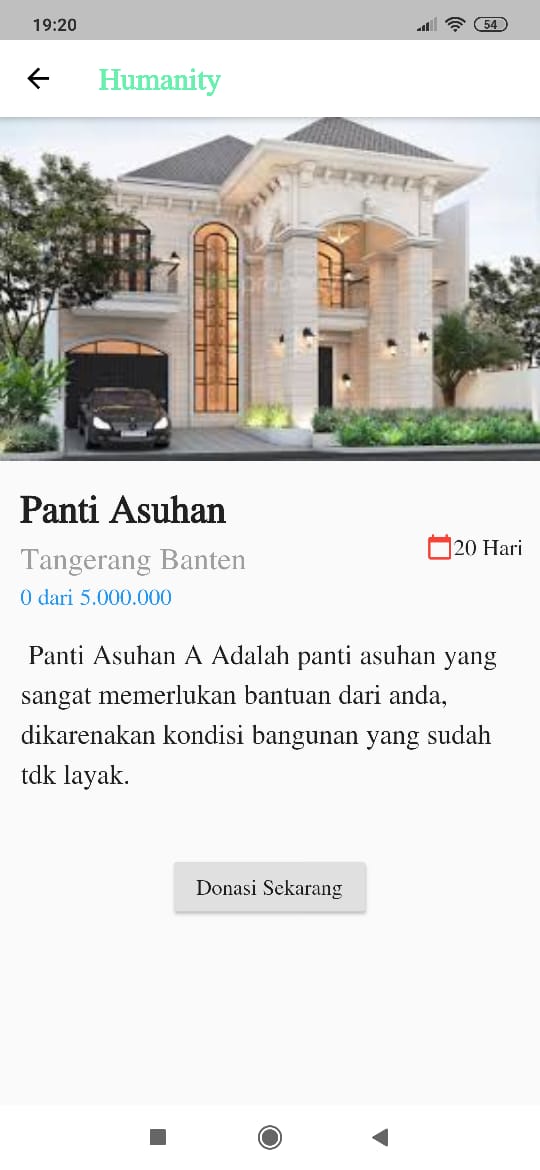 19:20
54
Humanity
Panti Asuhan
Tangerang Banten
20 Hari
0 dari 5.000.000
Panti Asuhan A Adalah panti asuhan yang
sangat memerlukan bantuan dari anda,
dikarenakan kondisi bangunan yang sudah
tdk layak.
Donasi Sekarang